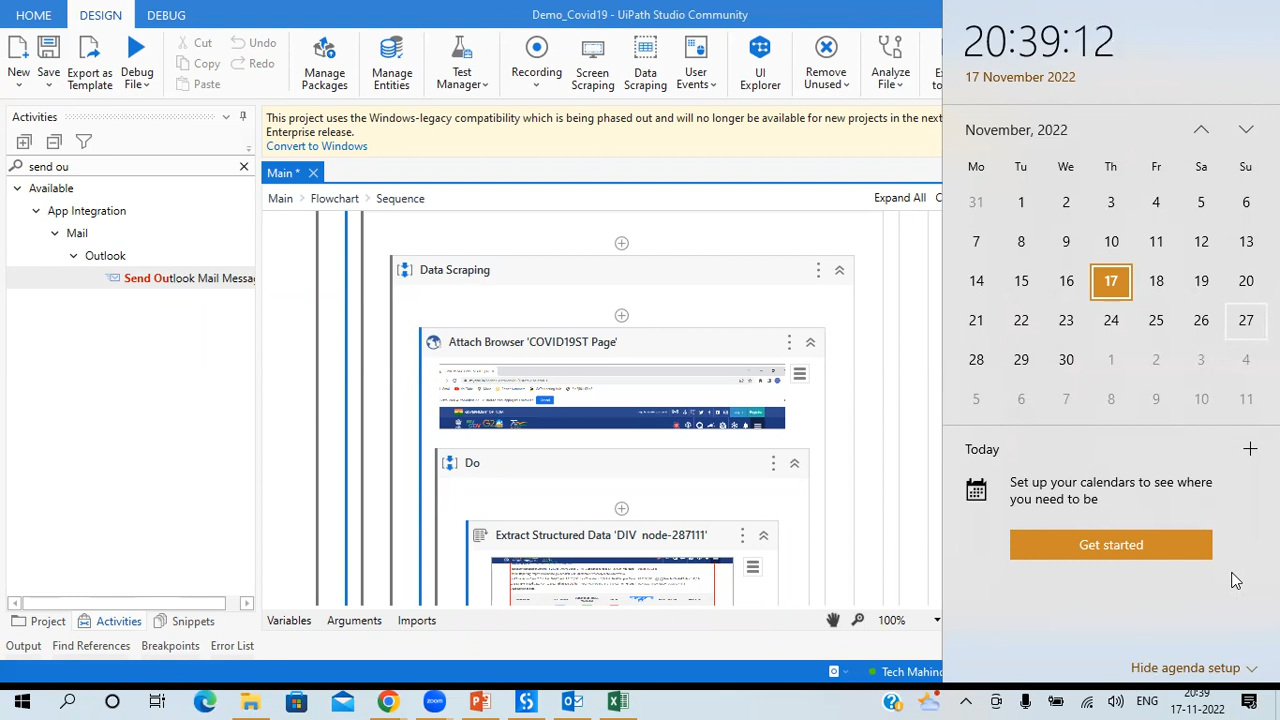 HOME DESIGN DEBUG
Demo_Covid19 - UiPath Studio Community
New
Save
Export as Template
Debug File
Cut
Copy
Paste
Undo
Redo
Manage Packages
Manage Entities
Test Manager
Recording
Screen Scraping
Data Scraping
User Events
UI Explorer
Remove Unused
Analyze File
Activities
send ou
Available
App Integration
Mail
Outlook
Send Outlook Mail Messag
This project uses the Windows-legacy compatibility which is being phased out and will no longer be available for new projects in the next
Enterprise release.
Convert to Windows
Main *
Main > Flowchart > Sequence
Expand All
Data Scraping
Attach Browser 'COVID19ST Page'
Do
Extract Structured Data 'DIV node-287111'
Variables Arguments Imports
100%
Project Activities Snippets
Output Find References Breakpoints Error List
Tech Mahin
20:39:12
17 November 2022
November, 2022
Mo Tu We Th Fr Sa Su
31 1 2 3 4 5 6
7 8 9 10 11 12 13
14 15 16 17 18 19 20
21 22 23 24 25 26 27
28 29 30 1 2 3 4
5 6 7 8 9 10 11
Today
Set up your calendars to see where
you need to be
Get started
Hide agenda setup
zoom
ENG
20:39
17-11-2022